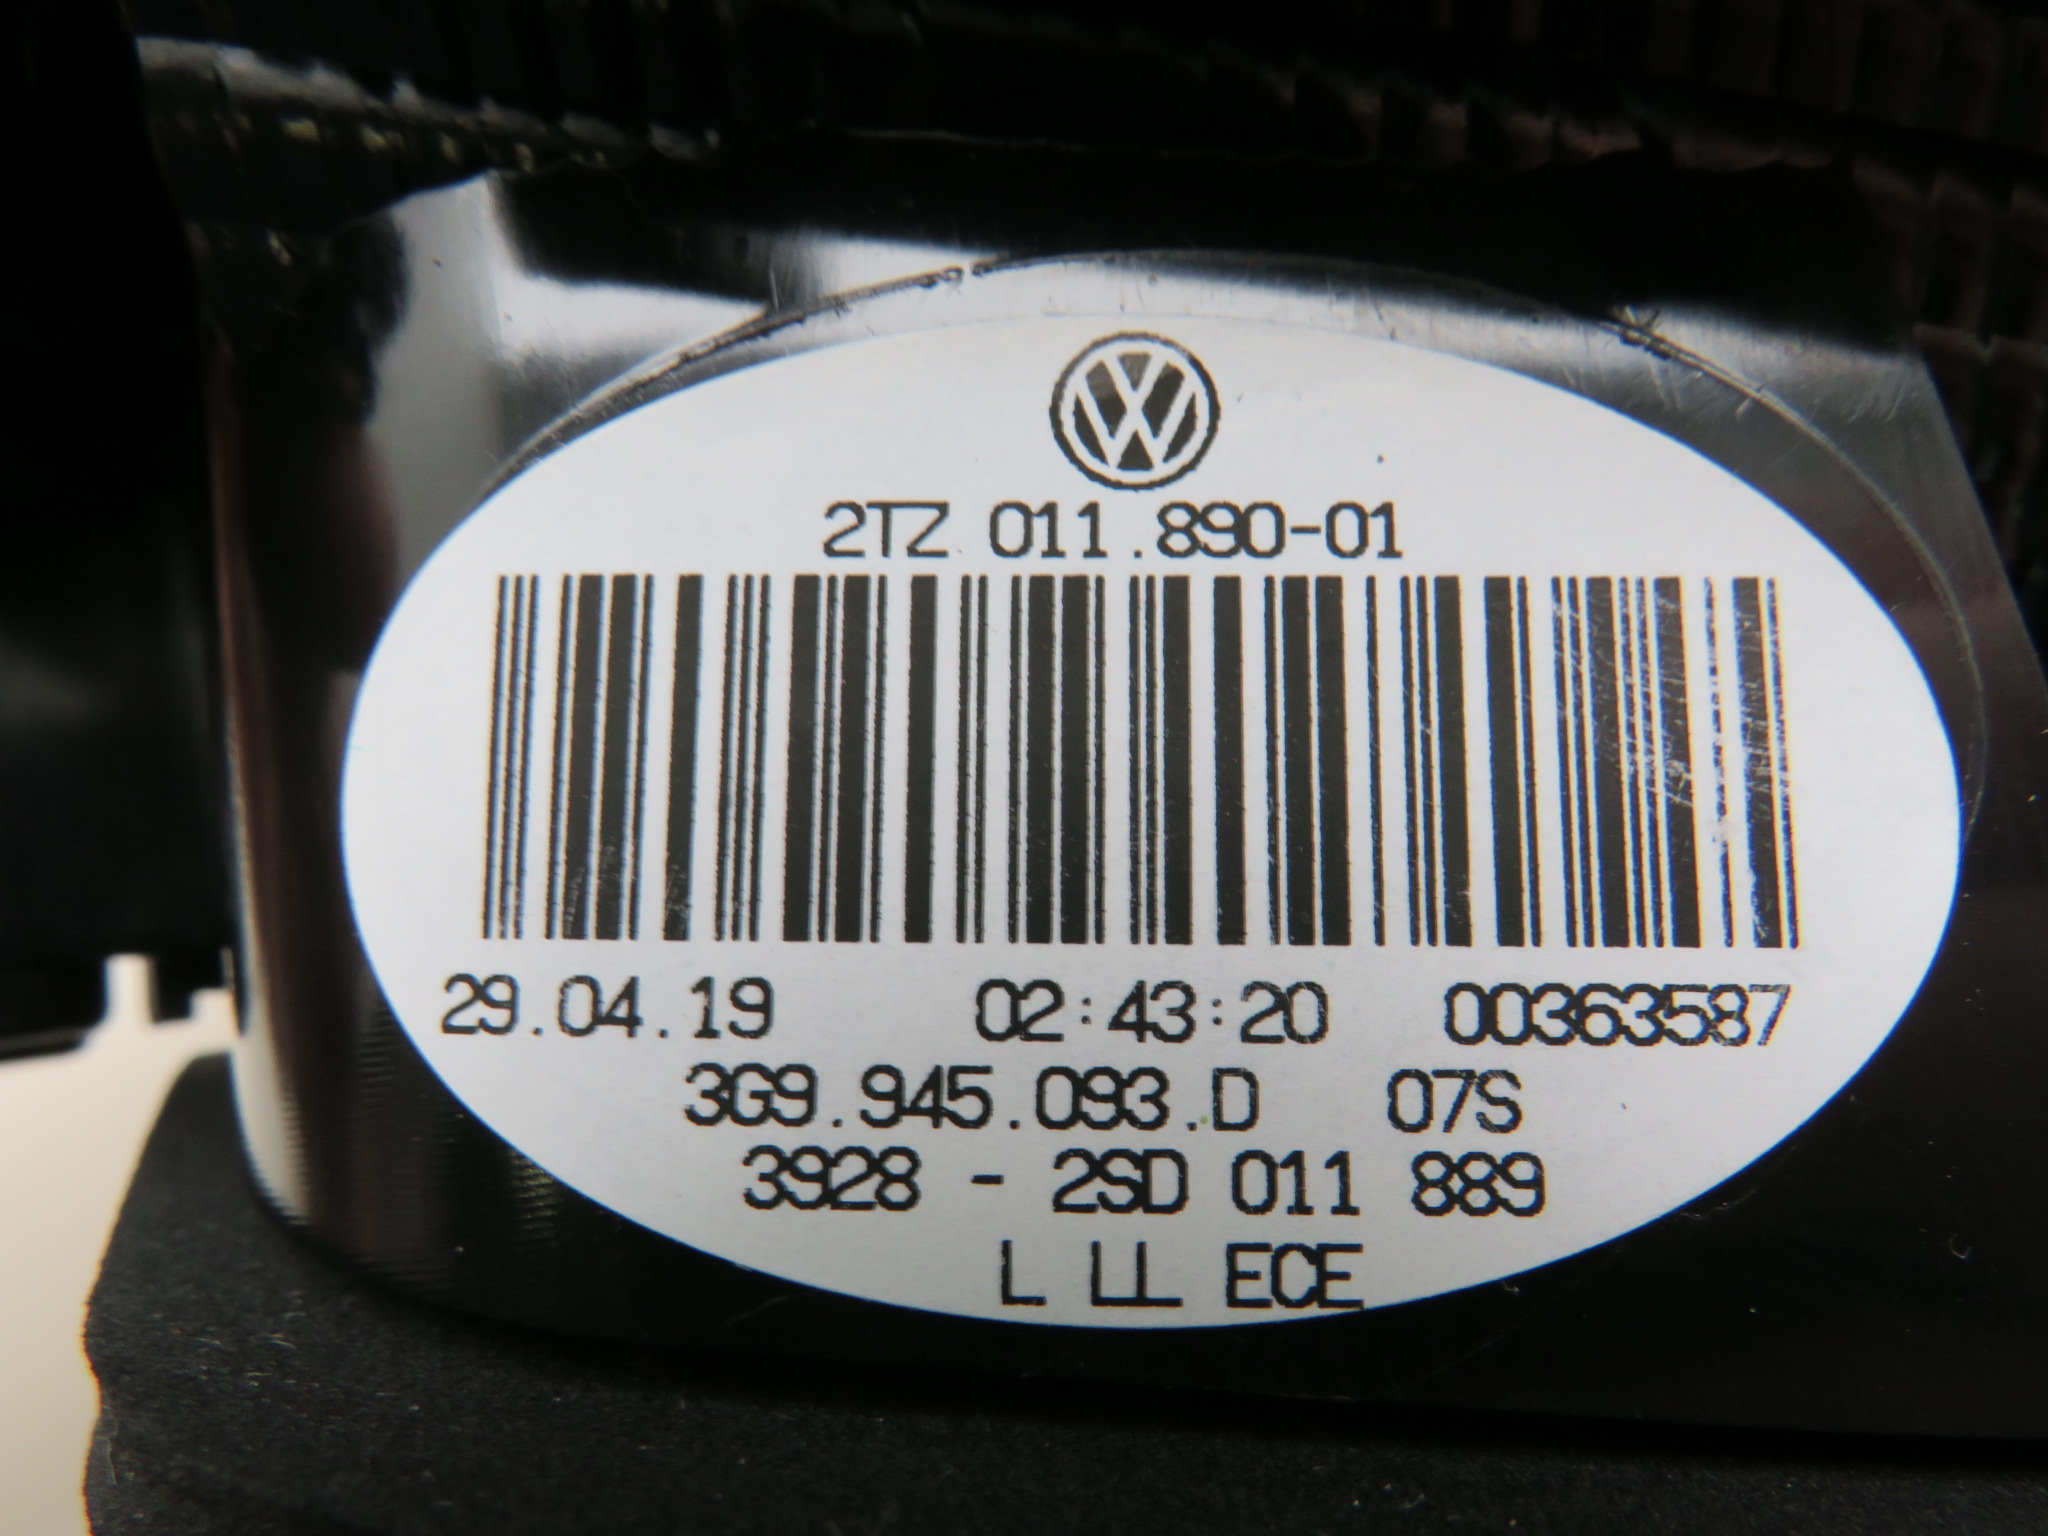 2TZ 011.890-01
29.04.19 02:43:20 00363587
3G9.945.093.D 07S
3928 - 2SD 011 889
L LL ECE